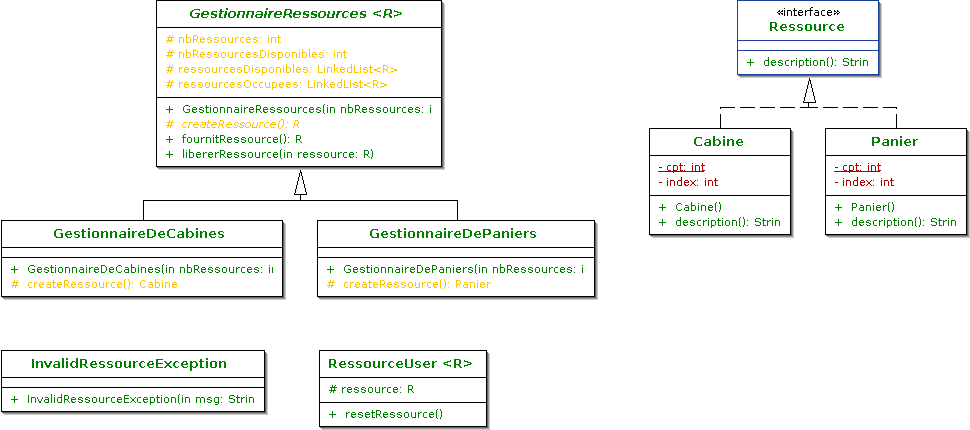 GestionnaireRessources <R>
# nbRessources: int
# nbRessourcesDisponibles: int
# ressourcesDisponibles: LinkedList<R>
# ressourcesOccupees: LinkedList<R>
+ GestionnaireRessources(in nbRessources: i
# createRessource(): R
+ fournitRessource(): R
+ libererRessource(in ressource: R)
«interface»
Ressource
+ description(): Strin
Cabine
- cpt: int
- index: int
+ Cabine()
+ description(): Strin
Panier
- cpt: int
- index: int
+ Panier()
+ description(): Strin
GestionnaireDeCabines
+ GestionnaireDeCabines(in nbRessources: in
# createRessource(): Cabine
GestionnaireDePaniers
+ GestionnaireDePaniers(in nbRessources: i
# createRessource(): Panier
InvalidRessourceException
+ InvalidRessourceException(in msg: Strin
RessourceUser <R>
# ressource: R
+ resetRessource()